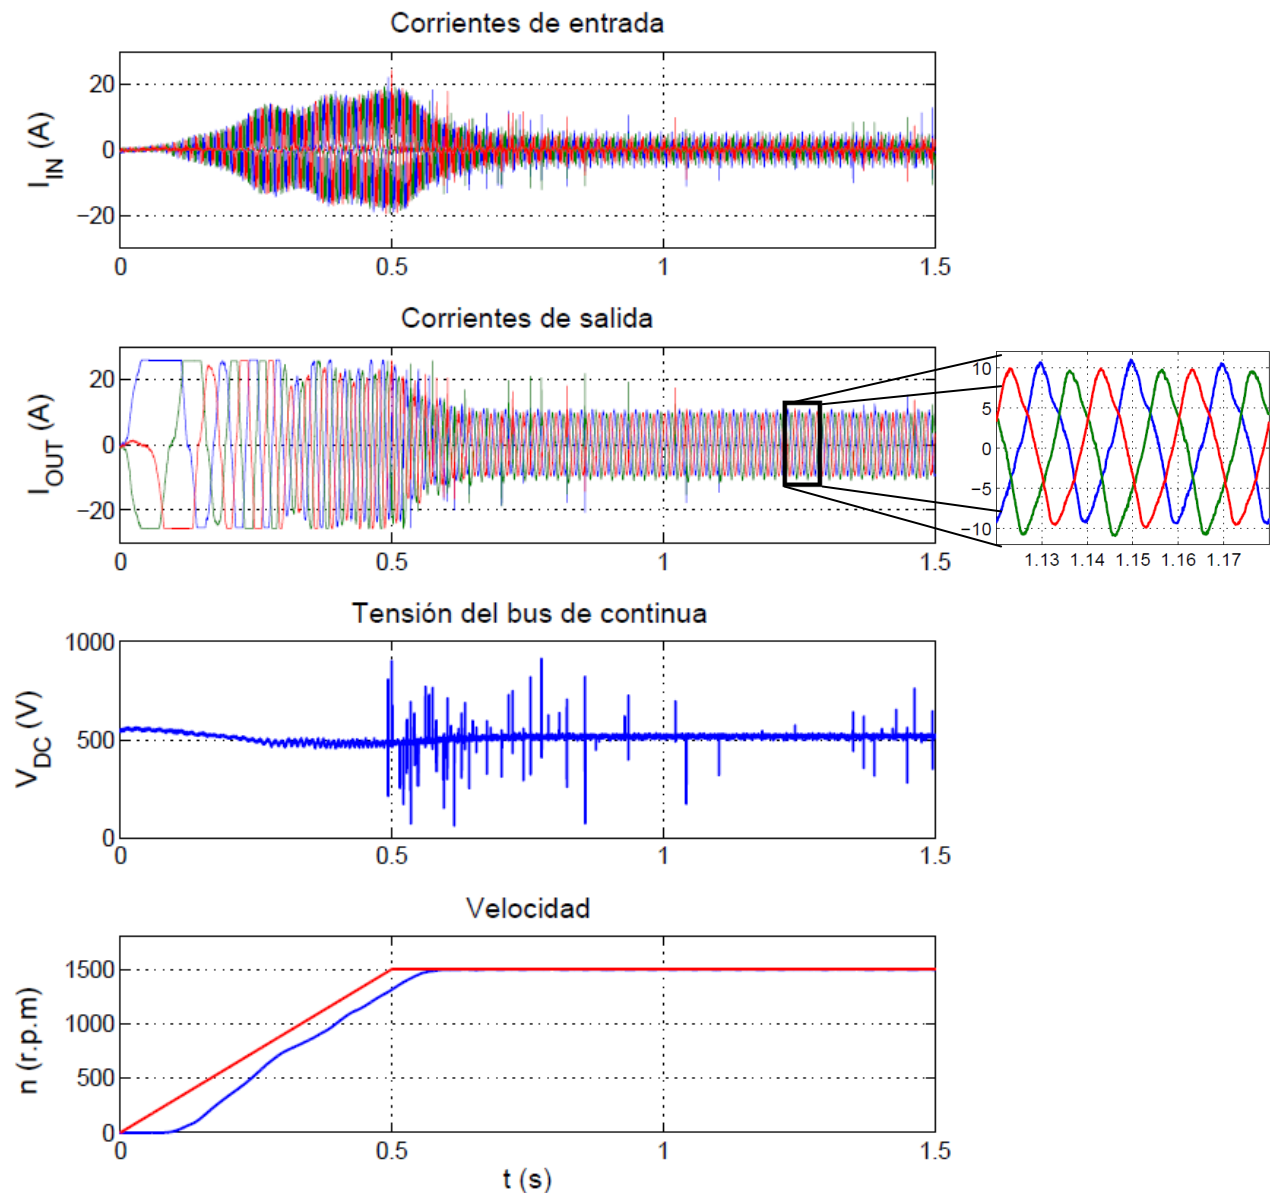 Corrientes de entrada
I_IN (A)
20
0
−20
0 0.5 1 1.5
Corrientes de salida
I_OUT (A)
20
0
−20
0 0.5 1 1.5
10
5
0
−5
−10
1.13 1.14 1.15 1.16 1.17
Tensión del bus de continua
V_DC (V)
1000
500
0
0 0.5 1 1.5
Velocidad
n (r.p.m)
1500
1000
500
0
0 0.5 1 1.5
t (s)